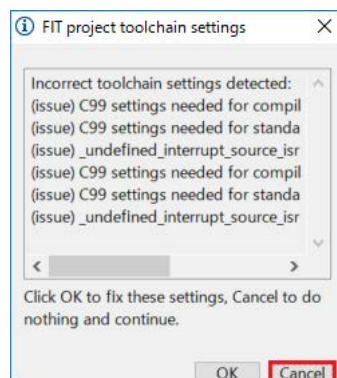 FIT project toolchain settings
Incorrect toolchain settings detected:
(issue) C99 settings needed for compil
(issue) C99 settings needed for standa
(issue) _undefined_interrupt_source_isr
(issue) C99 settings needed for compil
(issue) C99 settings needed for standa
(issue) _undefined_interrupt_source_isr
Click OK to fix these settings, Cancel to do
nothing and continue.
OK Cancel